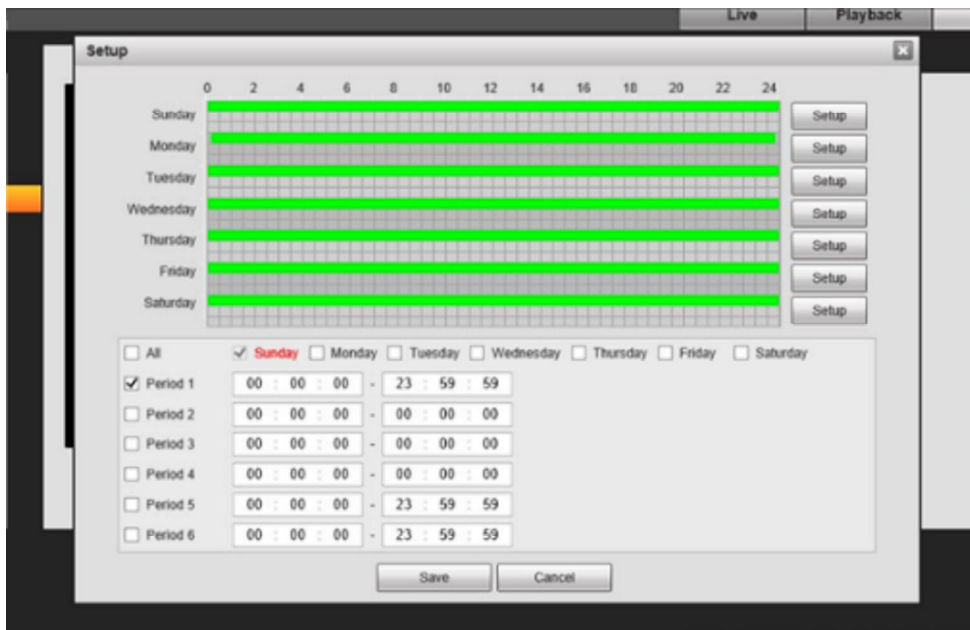 Live Playback
Setup
0 2 4 6 8 10 12 14 16 18 20 22 24
Sunday Setup
Monday Setup
Tuesday Setup
Wednesday Setup
Thursday Setup
Friday Setup
Saturday Setup
All Sunday Monday Tuesday Wednesday Thursday Friday Saturday
Period 1 00 : 00 : 00 - 23 : 59 : 59
Period 2 00 : 00 : 00 - 00 : 00 : 00
Period 3 00 : 00 : 00 - 00 : 00 : 00
Period 4 00 : 00 : 00 - 00 : 00 : 00
Period 5 00 : 00 : 00 - 23 : 59 : 59
Period 6 00 : 00 : 00 - 23 : 59 : 59
Save Cancel